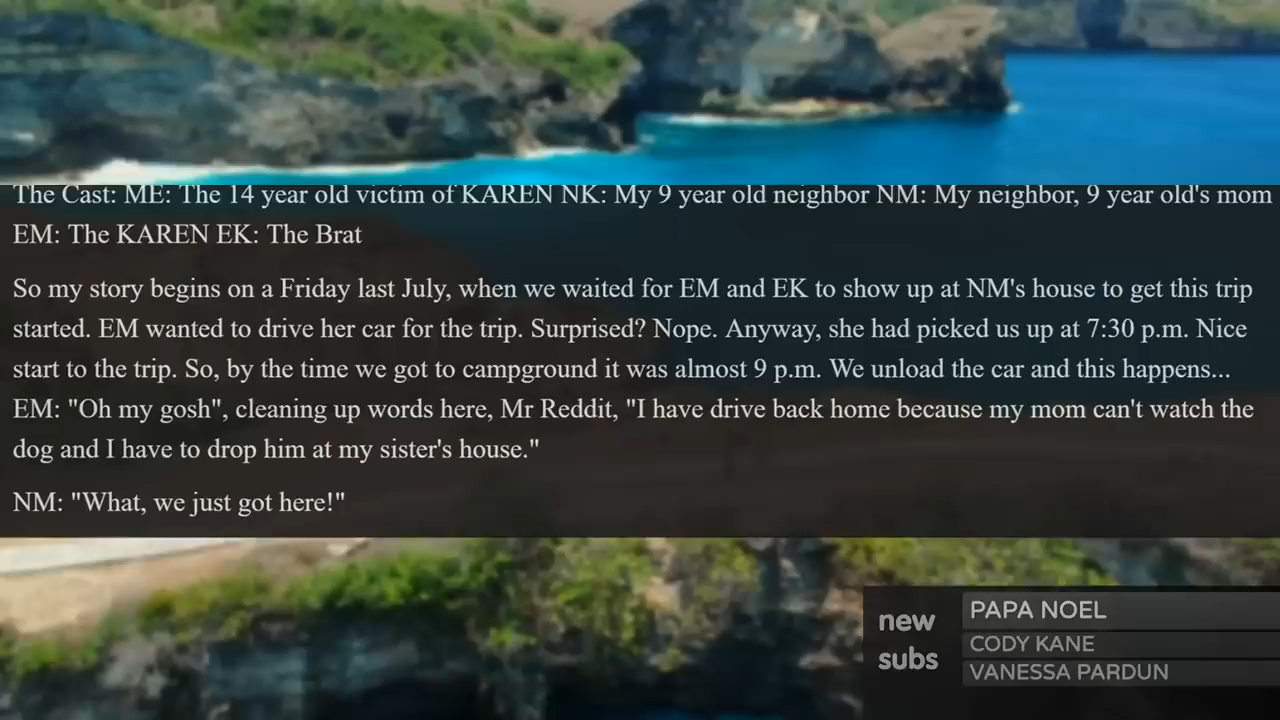 The Cast: ME: The 14 year old victim of KAREN NK: My 9 year old neighbor NM: My neighbor, 9 year old's mom
EM: The KAREN EK: The Brat
So my story begins on a Friday last July, when we waited for EM and EK to show up at NM's house to get this trip
started. EM wanted to drive her car for the trip. Surprised? Nope. Anyway, she had picked us up at 7:30 p.m. Nice
start to the trip. So, by the time we got to campground it was almost 9 p.m. We unload the car and this happens...
EM: "Oh my gosh", cleaning up words here, Mr Reddit, "I have drive back home because my mom can't watch the
dog and I have to drop him at my sister's house."
NM: "What, we just got here!"
new
subs
PAPA NOEL
CODY KANE
VANESSA PARDUN